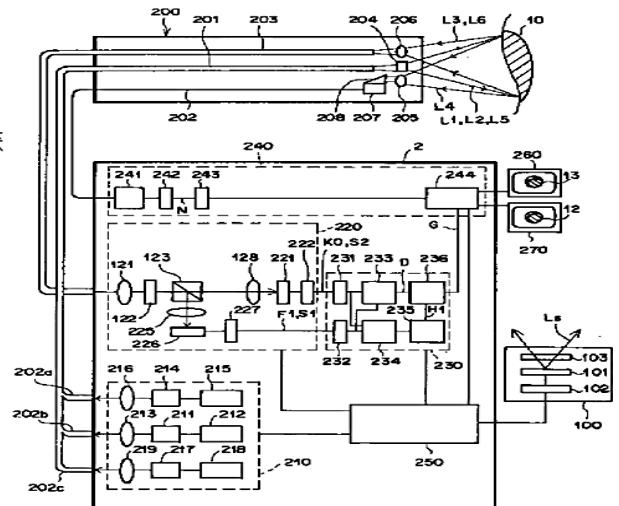 200
201 203 204 206 L3,L6 10
202 208 207 205 L4 L1,L2,L5
240 2
241 242 243 244 260 13
N G 12
270
220
121 123 128 221 222 K0,S2 231 233 D 236
122 225 227 F1,S1 235 H1
226 232 234 230
Ls
103
101
102
100
202a 216 214 215
202b 213 211 212
219 217 218 210 250
202c